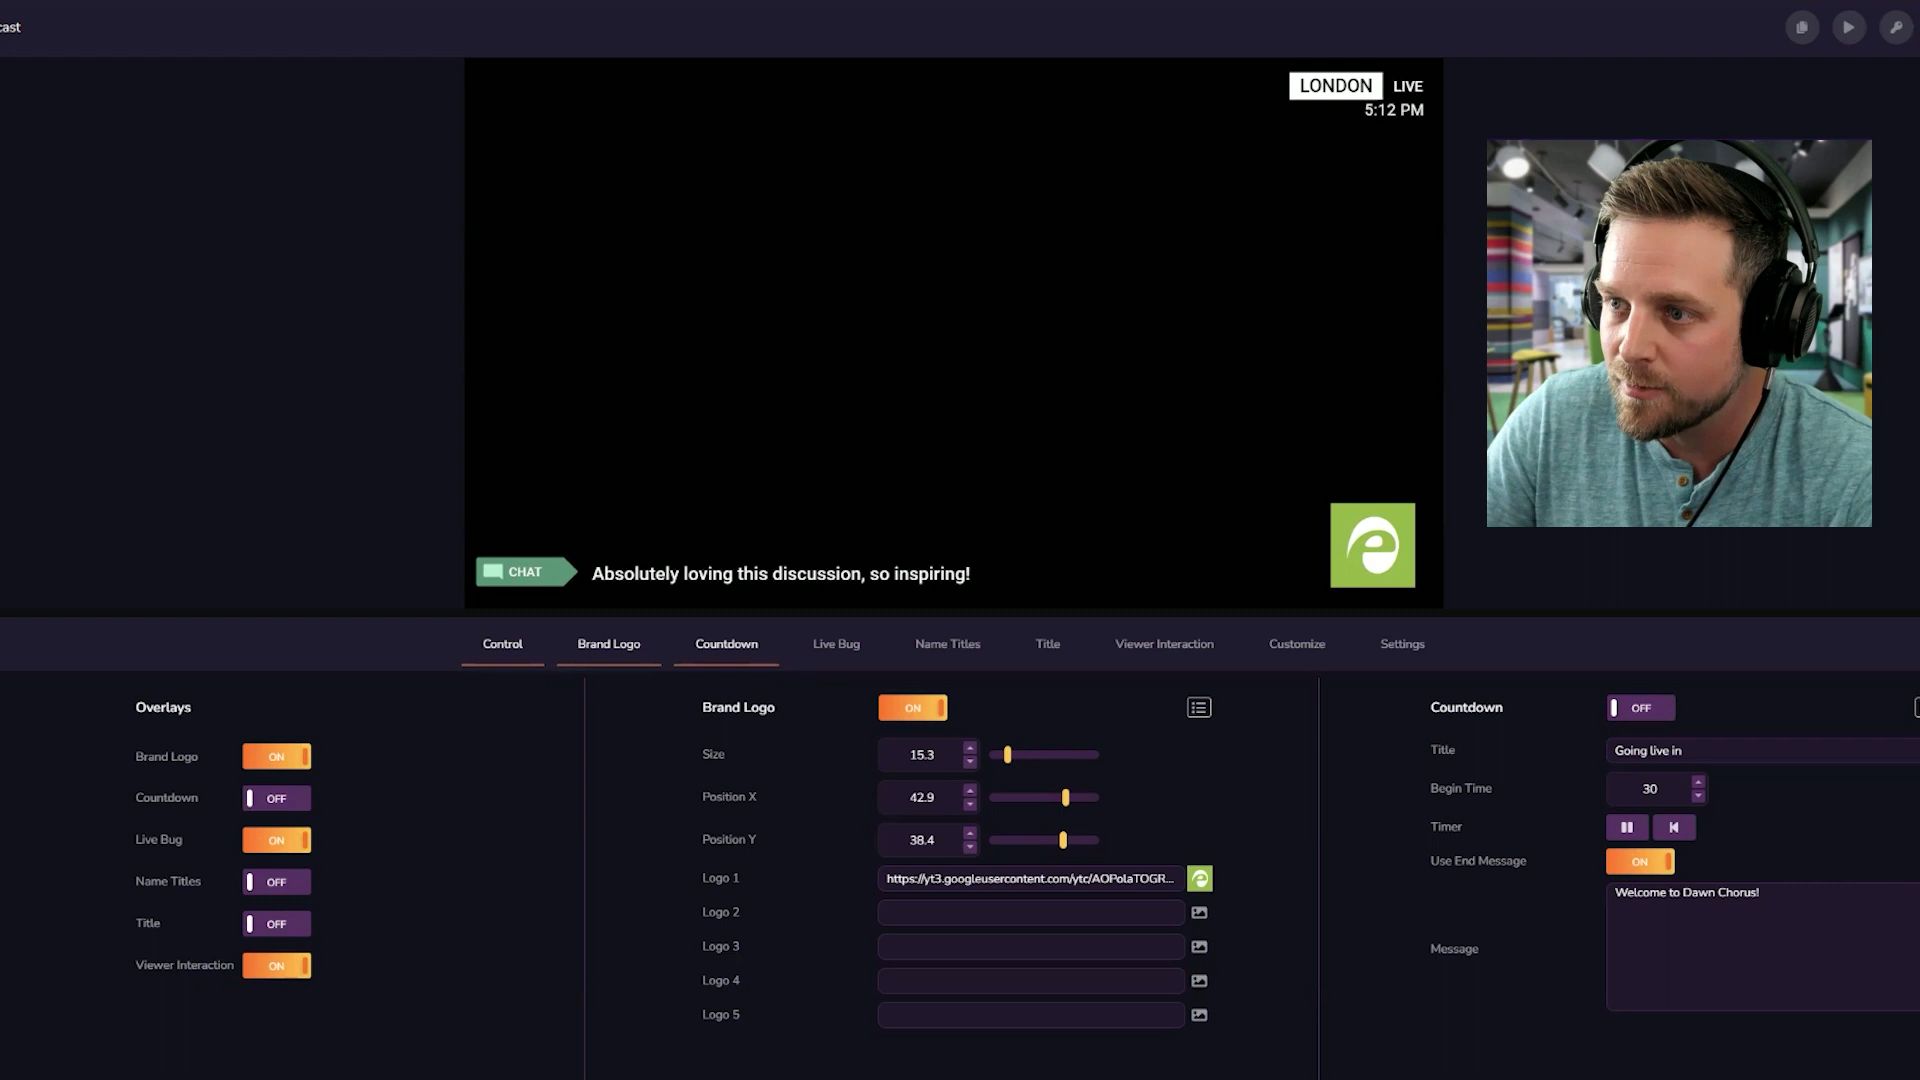 cast
LONDON LIVE
5:12 PM
CHAT Absolutely loving this discussion, so inspiring!
Control Brand Logo Countdown Live Bug Name Titles Title Viewer Interaction Customize Settings
Overlays
Brand Logo ON
Countdown OFF
Live Bug ON
Name Titles OFF
Title OFF
Viewer Interaction ON
Brand Logo ON
Size 15.3
Position X 42.9
Position Y 38.4
Logo 1 https://yt3.googleusercontent.com/ytc/AOPolaTOGR...
Logo 2
Logo 3
Logo 4
Logo 5
Countdown OFF
Title Going live in
Begin Time 30
Timer
Use End Message ON
Message Welcome to Dawn Chorus!